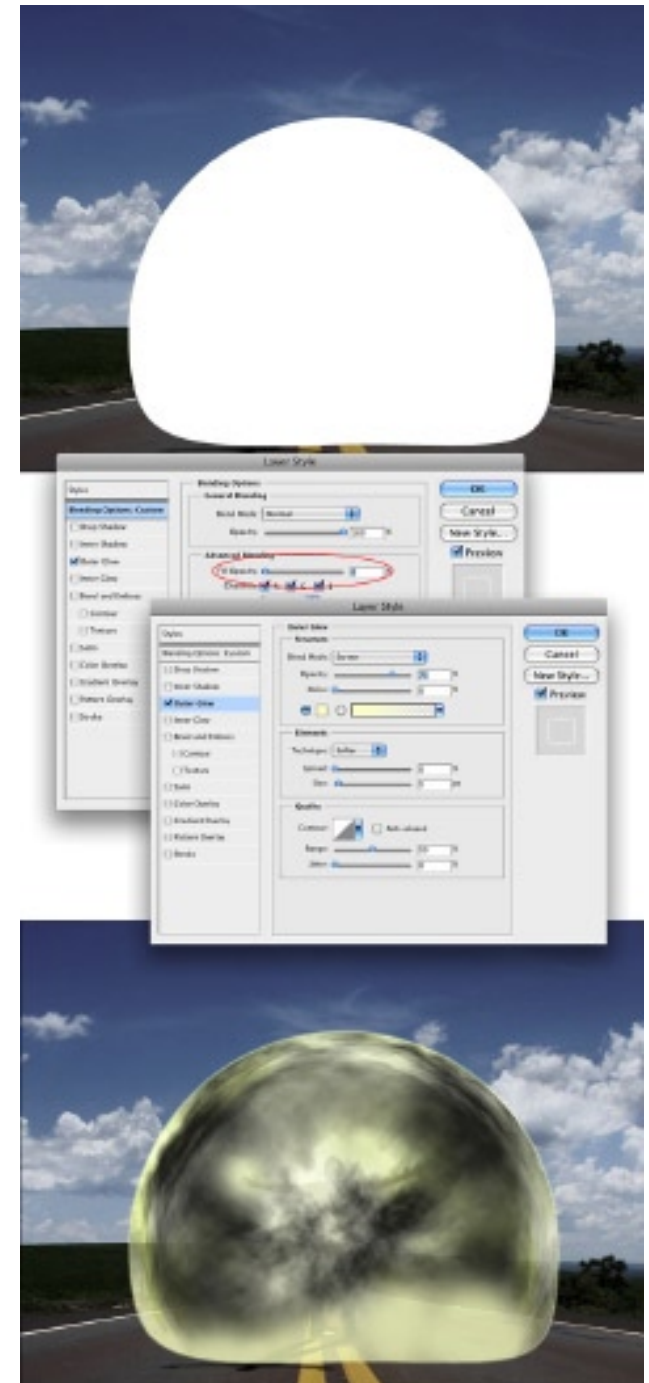 Layer Style
Styles
Blending Options: Custom
Drop Shadow
Inner Shadow
Outer Glow
Inner Glow
Bevel and Emboss
Contour
Texture
Satin
Color Overlay
Gradient Overlay
Pattern Overlay
Stroke
Blending Options
General Blending
Blend Mode: Normal
Opacity: %
Advanced Blending
Fill Opacity: %
Channels:
OK
Cancel
New Style...
Preview
Layer Style
Styles
Blending Options: Custom
Drop Shadow
Inner Shadow
Outer Glow
Inner Glow
Bevel and Emboss
Contour
Texture
Satin
Color Overlay
Gradient Overlay
Pattern Overlay
Stroke
Outer Glow
Structure
Blend Mode: Screen
Opacity: %
Noise: %
Elements
Technique: Softer
Spread: %
Size: px
Quality
Contour: Anti-aliased
Range: %
Jitter: %
OK
Cancel
New Style...
Preview